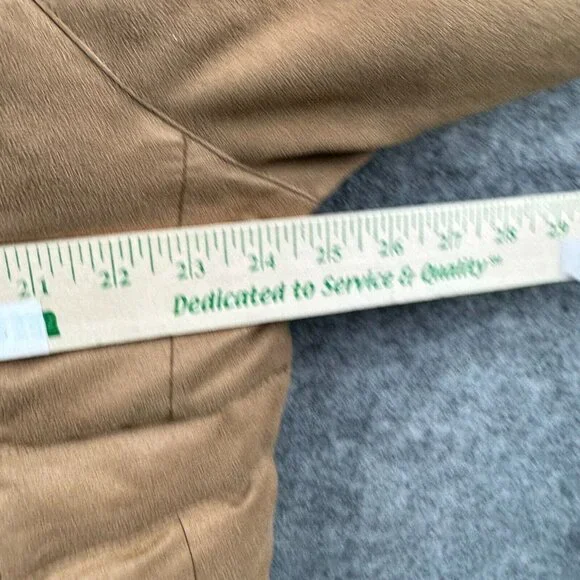 21 22 23 24 25 26 27 28 29
Dedicated to Service & Quality™